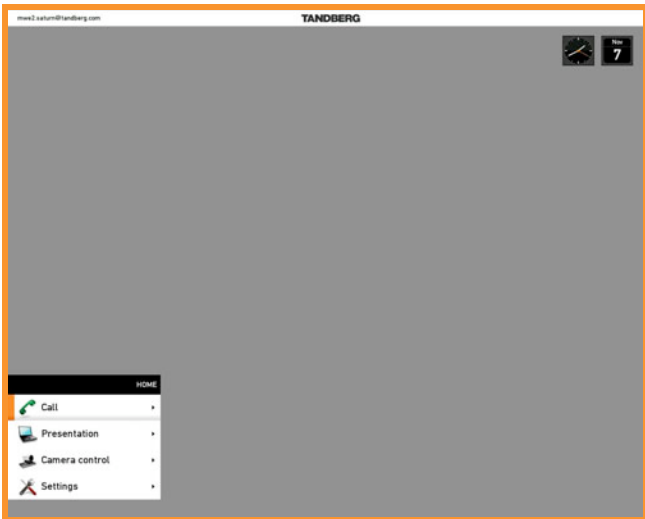 mwe2.saturn@tandberg.com
TANDBERG
Nov
7
HOME
Call
Presentation
Camera control
Settings